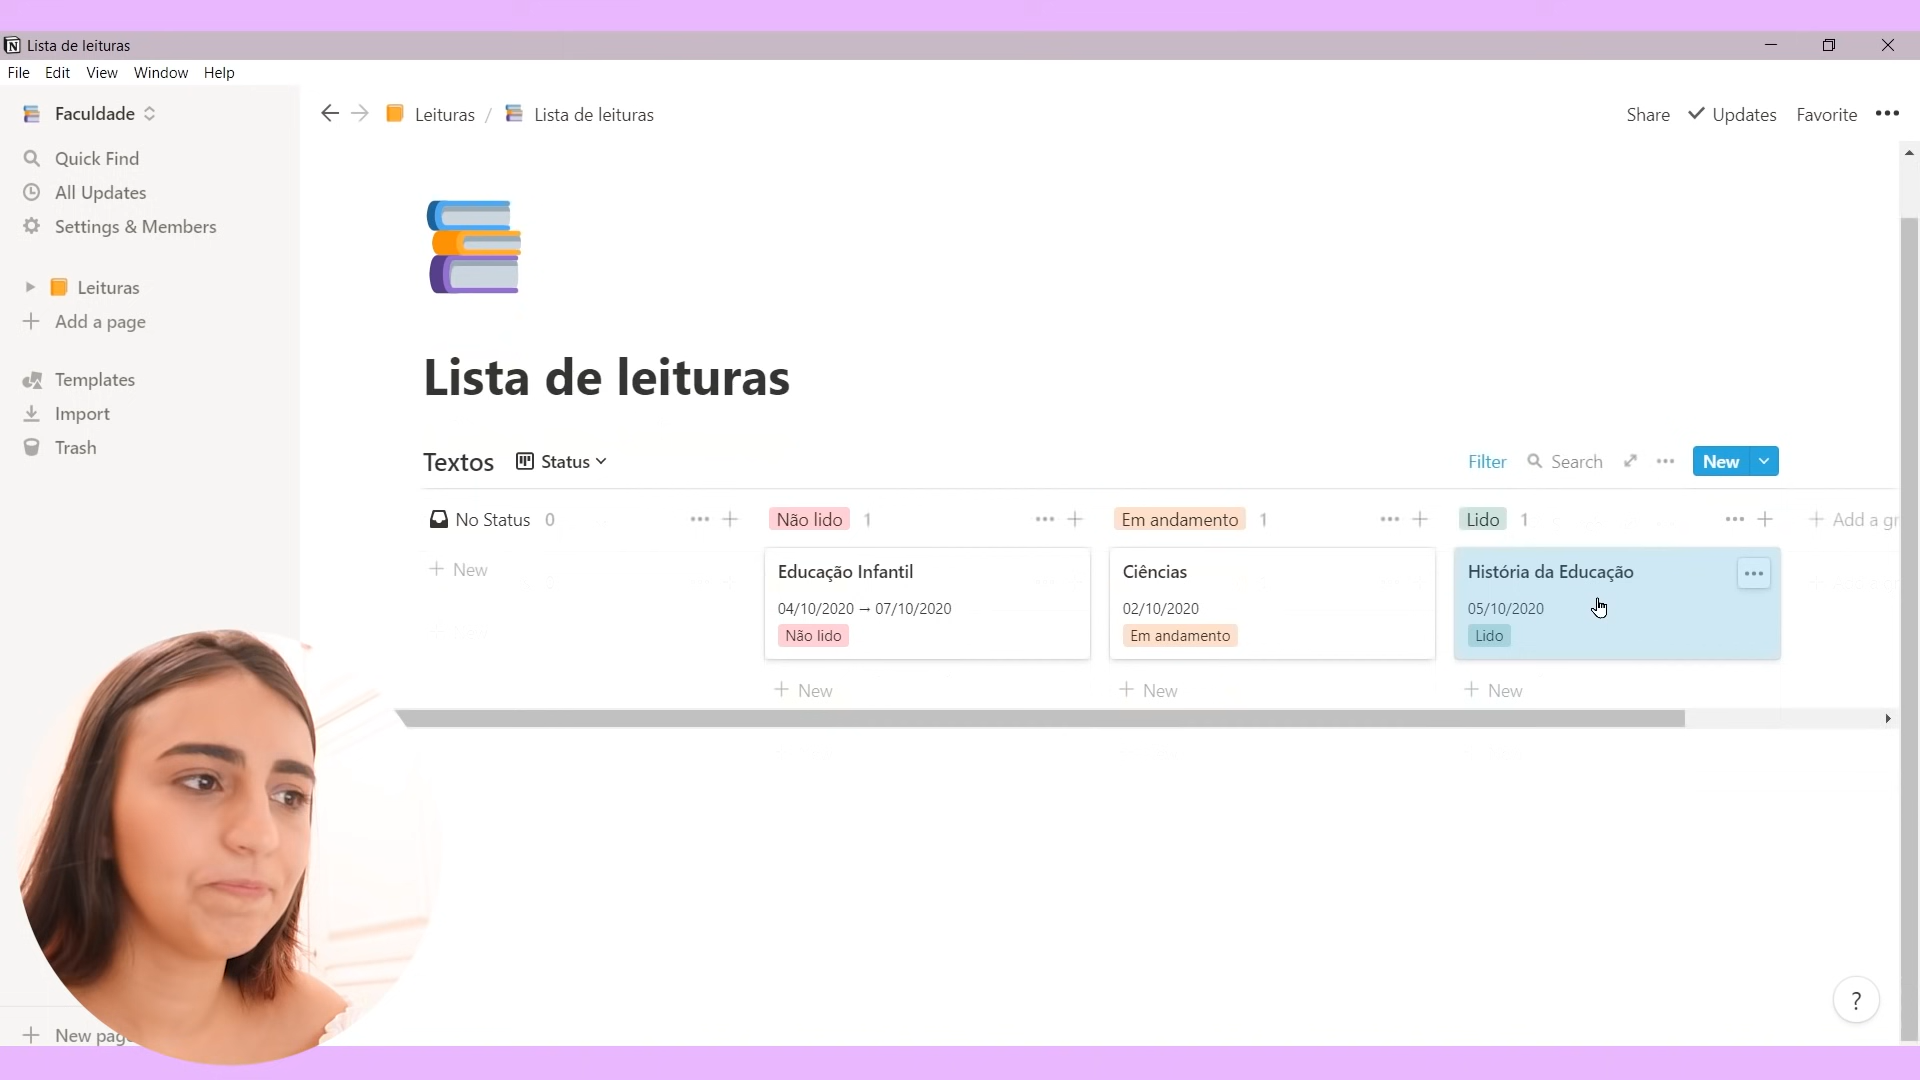 Lista de leituras
File Edit View Window Help
Faculdade
Leituras / Lista de leituras
Share Updates Favorite
Quick Find
All Updates
Settings & Members
Leituras
Add a page
Templates
Import
Trash
Lista de leituras
Textos Status
Filter Search New
No Status 0
Não lido 1
Em andamento 1
Lido 1
Add a gr
New
Educação Infantil
04/10/2020 → 07/10/2020
Não lido
New
Ciências
02/10/2020
Em andamento
New
História da Educação
05/10/2020
Lido
New
New pag
?